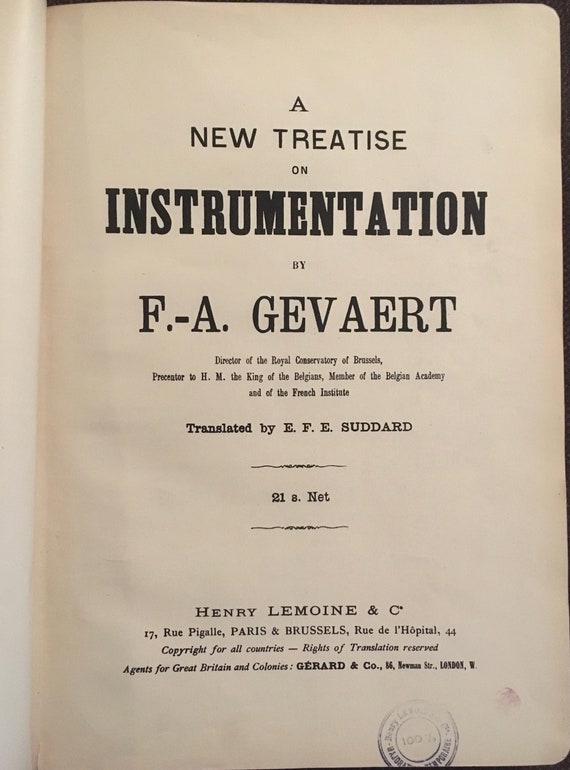 A
NEW TREATISE
ON
INSTRUMENTATION
BY
F.-A. GEVAERT
Director of the Royal Conservatory of Brussels,
Precentor to H. M. the King of the Belgians, Member of the Belgian Academy
and of the French Institute
Translated by E. F. E. SUDDARD
21 s. Net
HENRY LEMOINE & Cº
17, Rue Pigalle, PARIS & BRUSSELS, Rue de l'Hôpital, 44
Copyright for all countries — Rights of Translation reserved
Agents for Great Britain and Colonies: GÉRARD & Co., 86, Newman Str., LONDON, W.